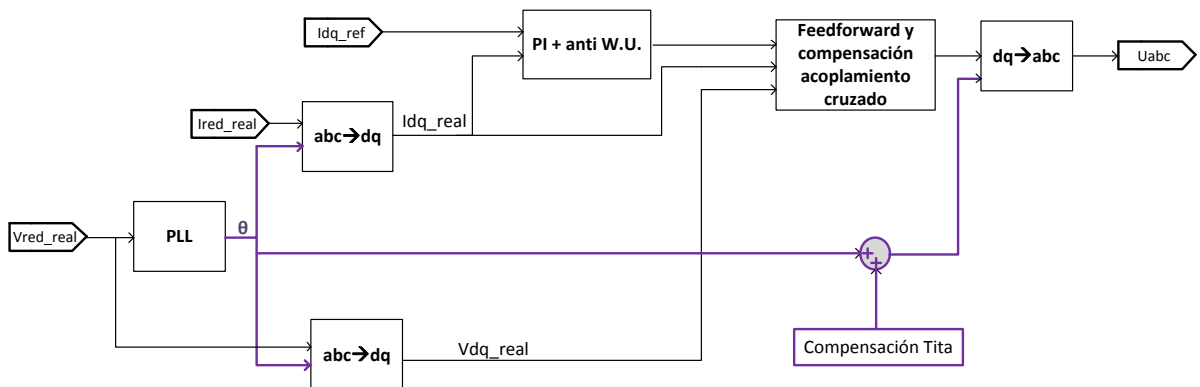 Idq_ref
PI + anti W.U.
Feedforward y
compensación
acoplamiento
cruzado
dq→abc
Uabc
Ired_real
abc→dq
Idq_real
Vred_real
PLL
θ
+
+
abc→dq
Vdq_real
Compensación Tita